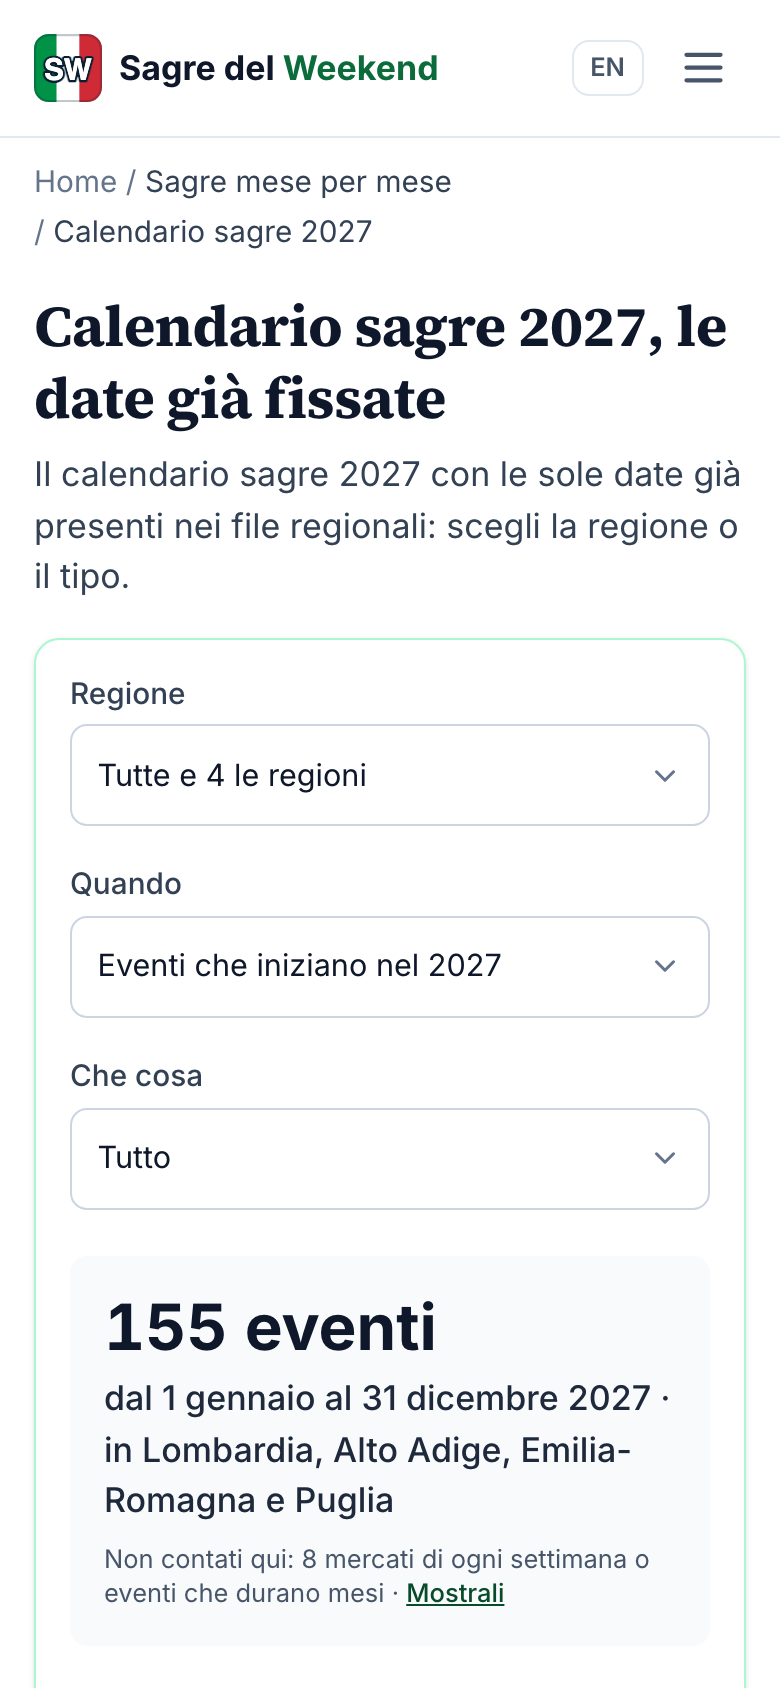 SW Sagre del Weekend EN
Home / Sagre mese per mese
/ Calendario sagre 2027
Calendario sagre 2027, le
date già fissate
Il calendario sagre 2027 con le sole date già
presenti nei file regionali: scegli la regione o
il tipo.
Regione
Tutte e 4 le regioni
Quando
Eventi che iniziano nel 2027
Che cosa
Tutto
155 eventi
dal 1 gennaio al 31 dicembre 2027 ·
in Lombardia, Alto Adige, Emilia-
Romagna e Puglia
Non contati qui: 8 mercati di ogni settimana o
eventi che durano mesi · Mostrali